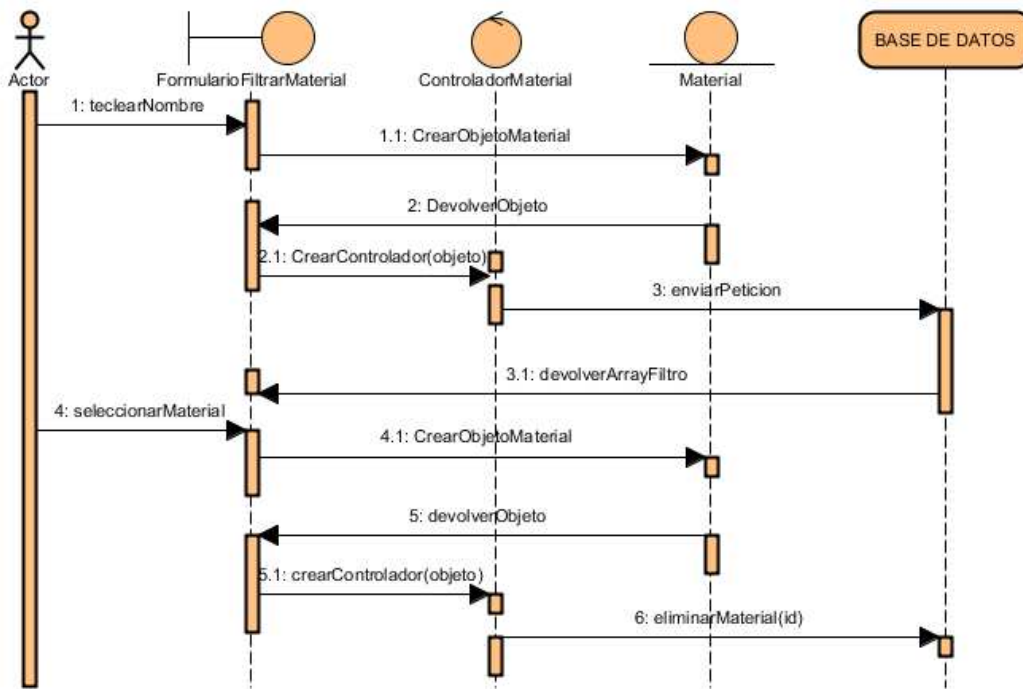 BASE DE DATOS
Actor
FormularioFiltrarMaterial
ControladorMaterial
Material
1: teclearNombre
1.1: CrearObjetoMaterial
2: DevolverObjeto
2.1: CrearControlador(objeto)
3: enviarPeticion
3.1: devolverArrayFiltro
4: seleccionarMaterial
4.1: CrearObjetoMaterial
5: devolverObjeto
5.1: crearControlador(objeto)
6: eliminarMaterial(id)